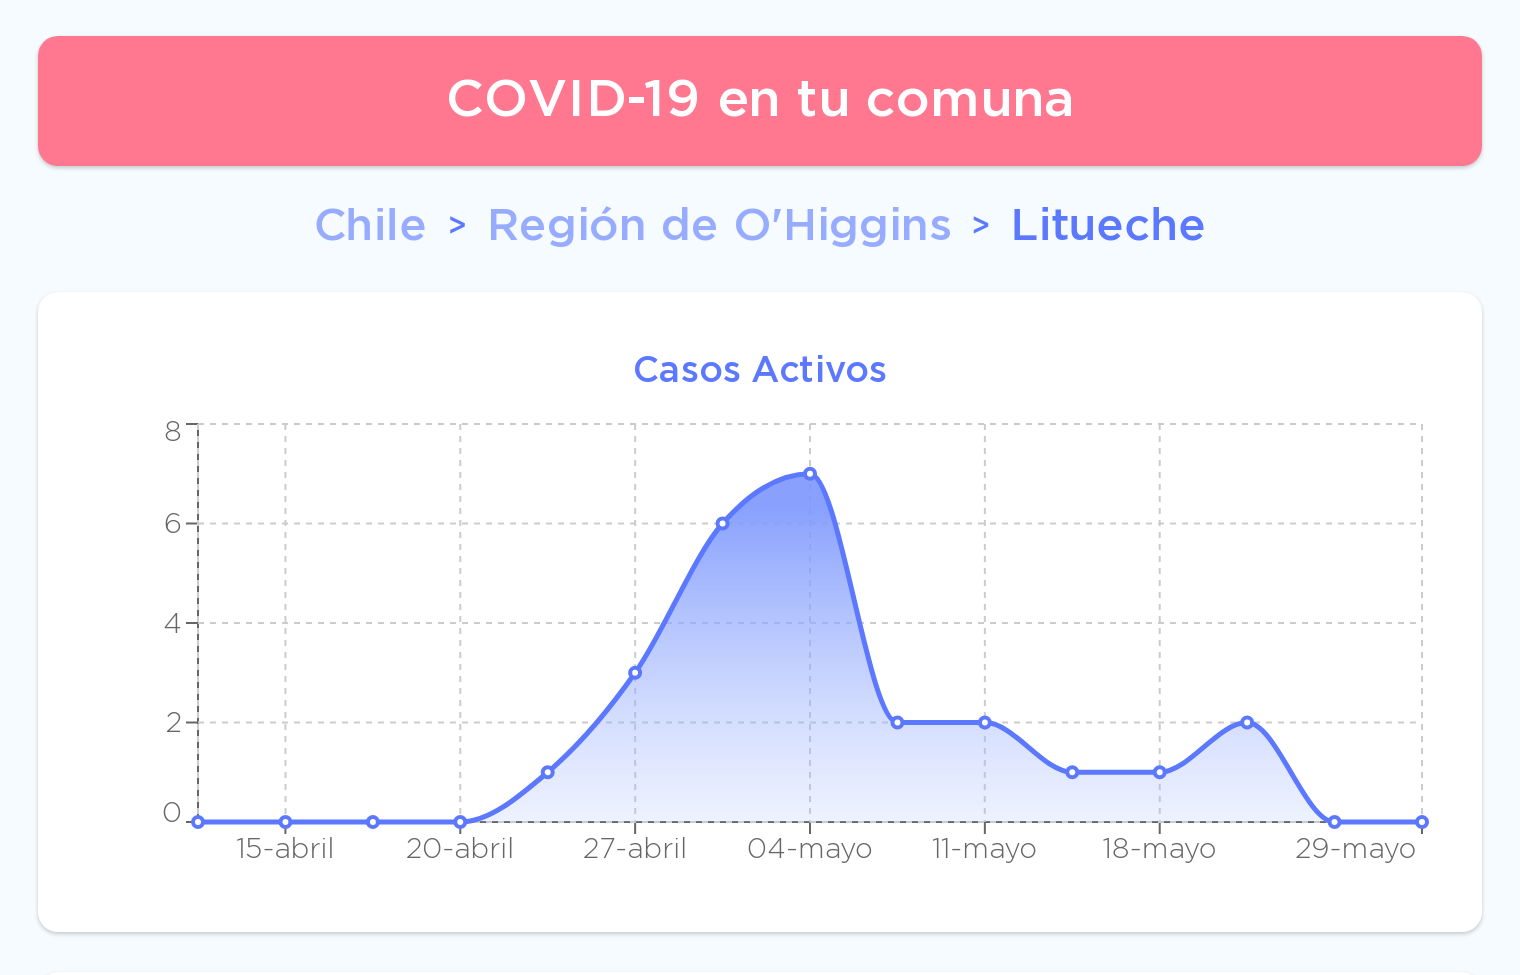 COVID-19 en tu comuna
Chile > Región de O'Higgins > Litueche
Casos Activos
8
6
4
2
0
15-abril 20-abril 27-abril 04-mayo 11-mayo 18-mayo 29-mayo